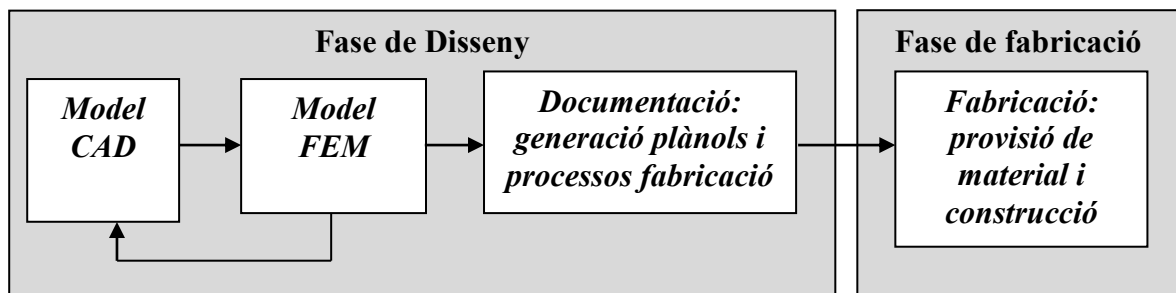 Fase de Disseny
Model
CAD
Model
FEM
Documentació:
generació plànols i
processos fabricació
Fase de fabricació
Fabricació:
provisió de
material i
construcció